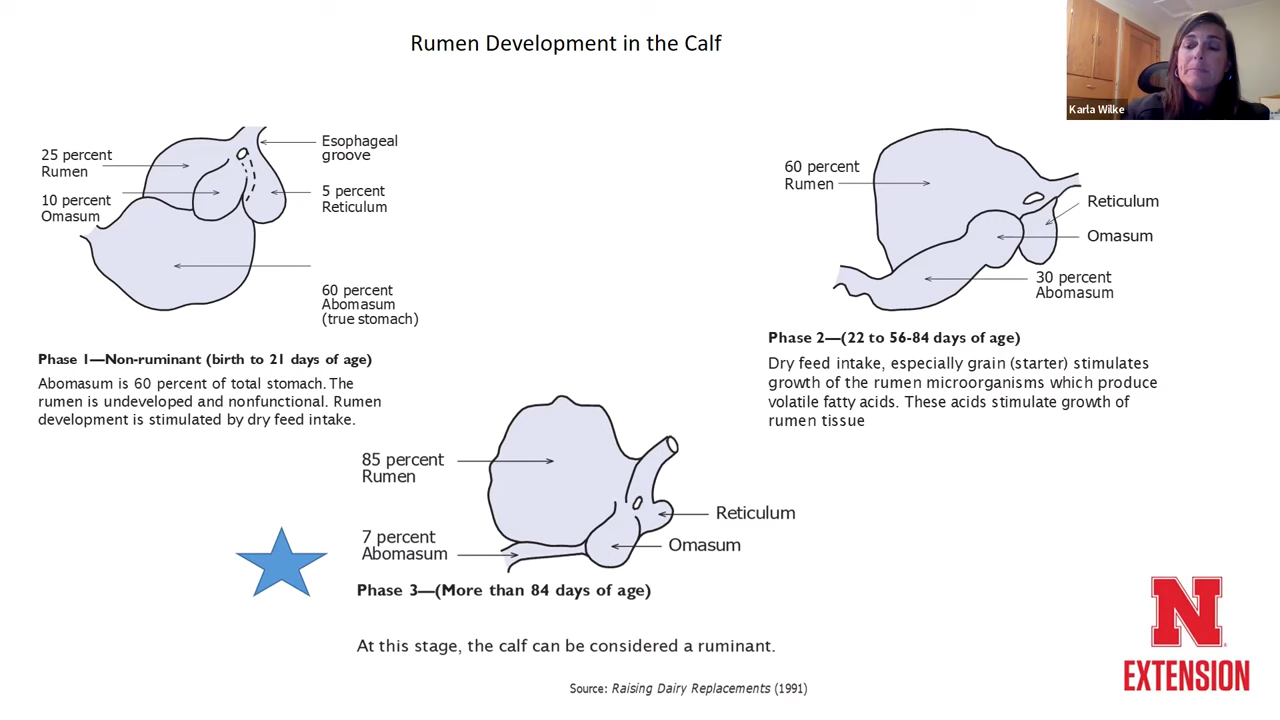 Rumen Development in the Calf
Karla Wilke
25 percent
Rumen
10 percent
Omasum
Esophageal
groove
5 percent
Reticulum
60 percent
Abomasum
(true stomach)
Phase 1—Non-ruminant (birth to 21 days of age)
Abomasum is 60 percent of total stomach. The
rumen is undeveloped and nonfunctional. Rumen
development is stimulated by dry feed intake.
60 percent
Rumen
Reticulum
Omasum
30 percent
Abomasum
Phase 2—(22 to 56-84 days of age)
Dry feed intake, especially grain (starter) stimulates
growth of the rumen microorganisms which produce
volatile fatty acids. These acids stimulate growth of
rumen tissue
85 percent
Rumen
7 percent
Abomasum
Reticulum
Omasum
Phase 3—(More than 84 days of age)
At this stage, the calf can be considered a ruminant.
Source: Raising Dairy Replacements (1991)
N
EXTENSION